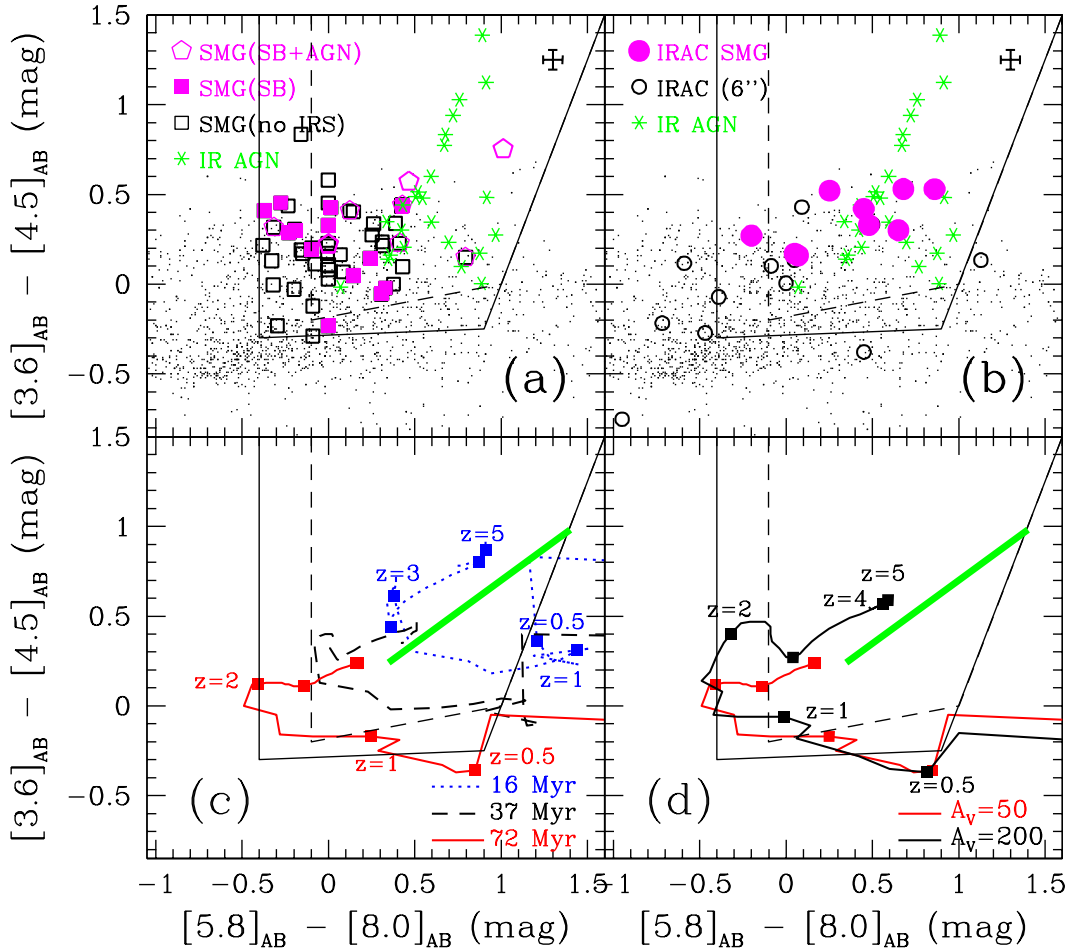 SMG(SB+AGN)
SMG(SB)
SMG(no IRS)
IR AGN
(a)
IRAC SMG
IRAC (6'')
IR AGN
(b)
1.5
1
0.5
0
−0.5
[3.6]AB − [4.5]AB (mag)
z=5
z=3
z=0.5
z=1
z=2
z=1
z=0.5
16 Myr
37 Myr
72 Myr
(c)
z=5
z=4
z=2
z=1
z=0.5
AV=50
AV=200
(d)
1.5
1
0.5
0
−0.5
[3.6]AB − [4.5]AB (mag)
−1 −0.5 0 0.5 1 1.5
−1 −0.5 0 0.5 1 1.5
[5.8]AB − [8.0]AB (mag)
[5.8]AB − [8.0]AB (mag)